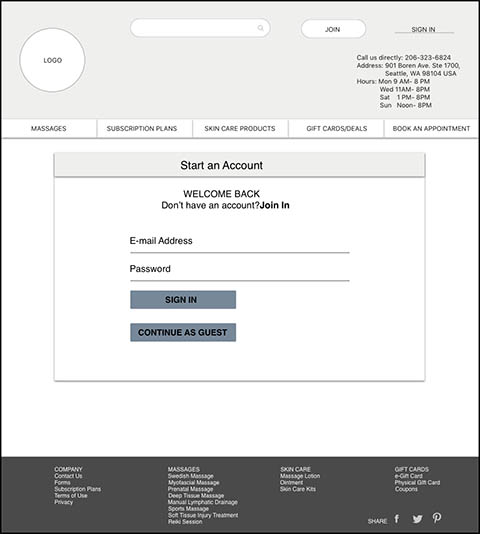 JOIN
SIGN IN
LOGO
Call us directly: 206-323-6824
Address: 901 Boren Ave. Ste 1700,
Seattle, WA 98104 USA
Hours: Mon 9 AM- 8 PM
Wed 11AM- 8PM
Sat 1 PM- 8PM
Sun Noon- 8PM
MASSAGES
SUBSCRIPTION PLANS
SKIN CARE PRODUCTS
GIFT CARDS/DEALS
BOOK AN APPOINTMENT
Start an Account
WELCOME BACK
Don't have an account?Join In
E-mail Address
Password
SIGN IN
CONTINUE AS GUEST
COMPANY
Contact Us
Forms
Subscription Plans
Terms of Use
Privacy
MASSAGES
Swedish Massage
Myofascial Massage
Prenatal Massage
Deep Tissue Massage
Manual Lymphatic Drainage
Sports Massage
Soft Tissue Injury Treatment
Reiki Session
SKIN CARE
Massage Lotion
Ointment
Skin Care Kits
GIFT CARDS
e-Gift Card
Physical Gift Card
Coupons
SHARE